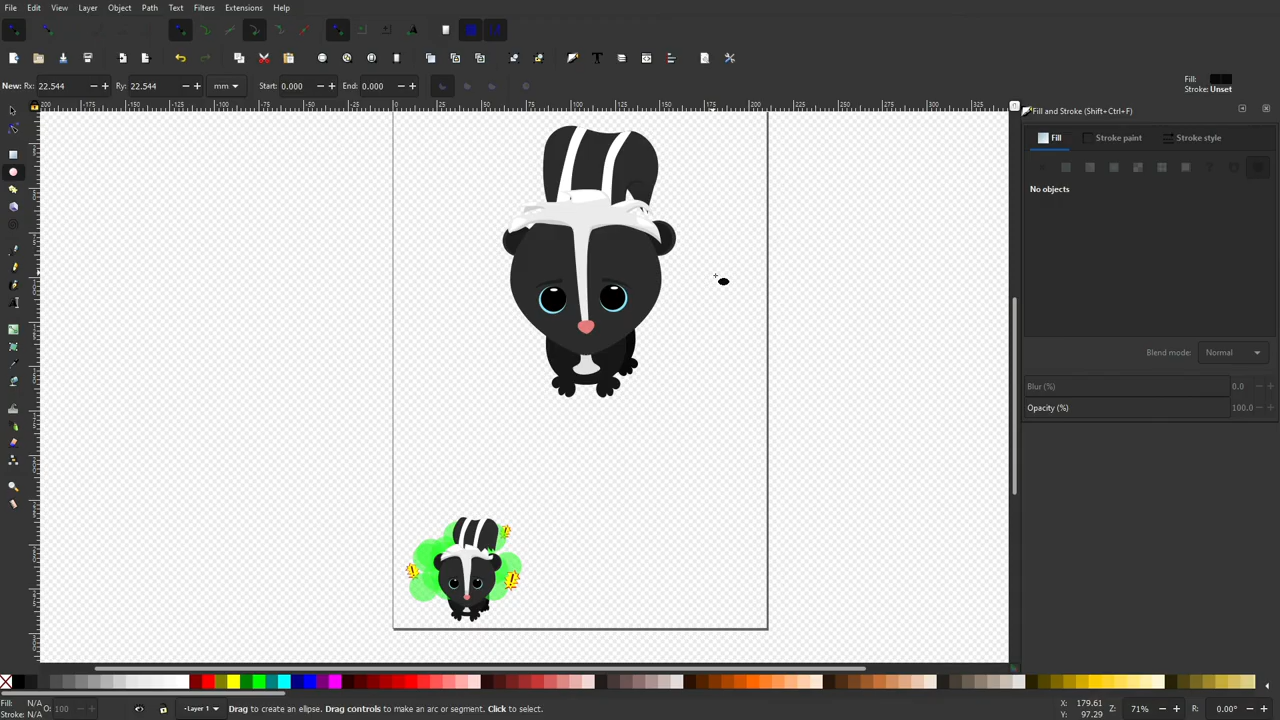 File Edit View Layer Object Path Text Filters Extensions Help
New: Rx: 22.544 Ry: 22.544 mm Start: 0.000 End: 0.000
Fill:
Stroke: Unset
Fill and Stroke (Shift+Ctrl+F)
Fill Stroke paint Stroke style
No objects
Blend mode: Normal
Blur (%) 0.0
Opacity (%) 100.0
Fill: N/A
Stroke: N/A
O: 100
Layer 1
Drag to create an ellipse. Drag controls to make an arc or segment. Click to select.
X: 179.61
Y: 97.29
Z: 71%
R: 0.00°